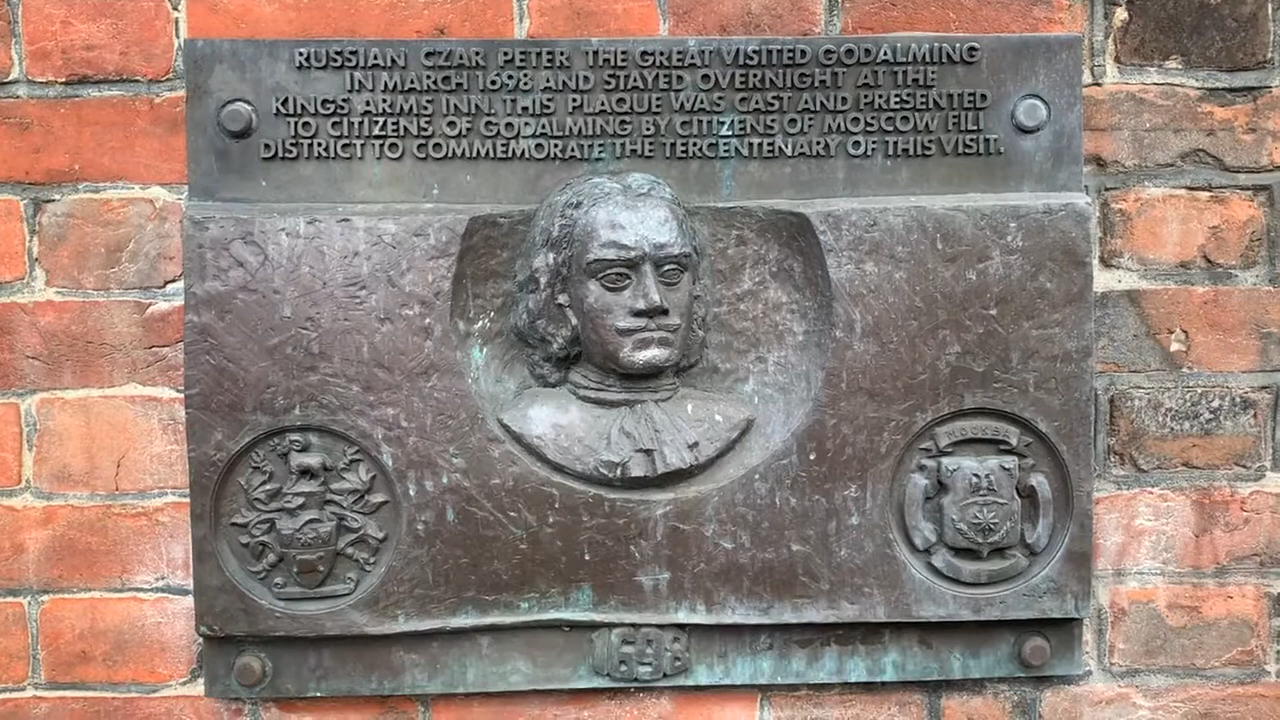 RUSSIAN CZAR PETER THE GREAT VISITED GODALMING
IN MARCH 1698 AND STAYED OVERNIGHT AT THE
KINGS ARMS INN. THIS PLAQUE WAS CAST AND PRESENTED
TO CITIZENS OF GODALMING BY CITIZENS OF MOSCOW FILI
DISTRICT TO COMMEMORATE THE TERCENTENARY OF THIS VISIT.
МОСКВА
1698